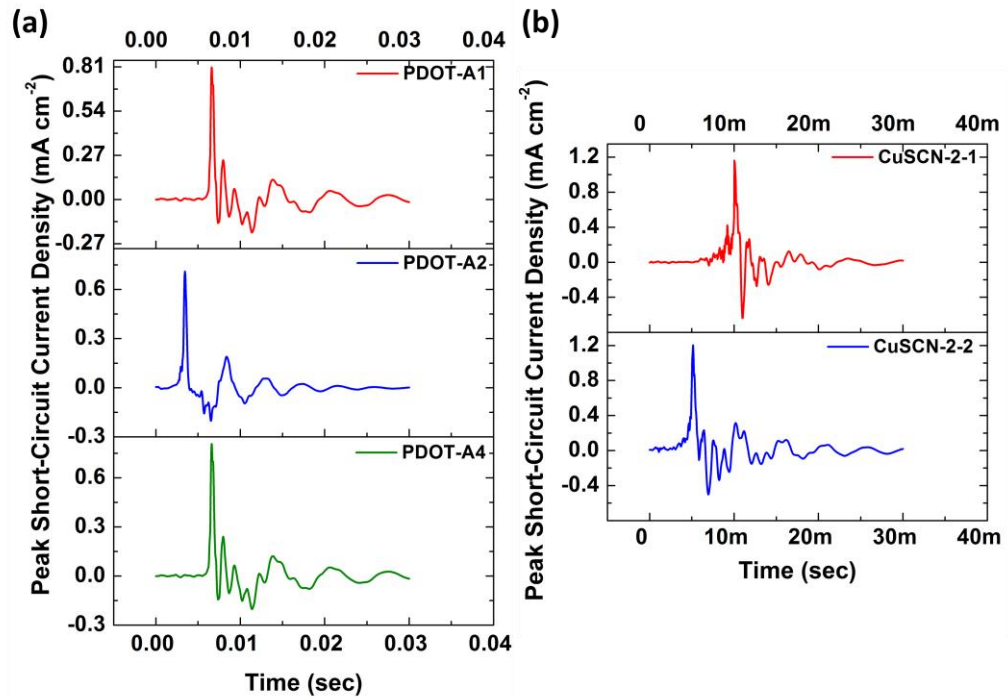 (a)
0.00 0.01 0.02 0.03 0.04
Peak Short-Circuit Current Density (mA cm-2)
0.81
0.54
0.27
0.00
-0.27
PDOT-A1
0.6
0.3
0.0
-0.3
PDOT-A2
0.6
0.3
0.0
-0.3
PDOT-A4
0.00 0.01 0.02 0.03 0.04
Time (sec)
(b)
0 10m 20m 30m 40m
Peak Short-Circuit Current Density (mA cm-2)
1.2
0.8
0.4
0.0
-0.4
CuSCN-2-1
1.2
0.8
0.4
0.0
-0.4
CuSCN-2-2
0 10m 20m 30m 40m
Time (sec)